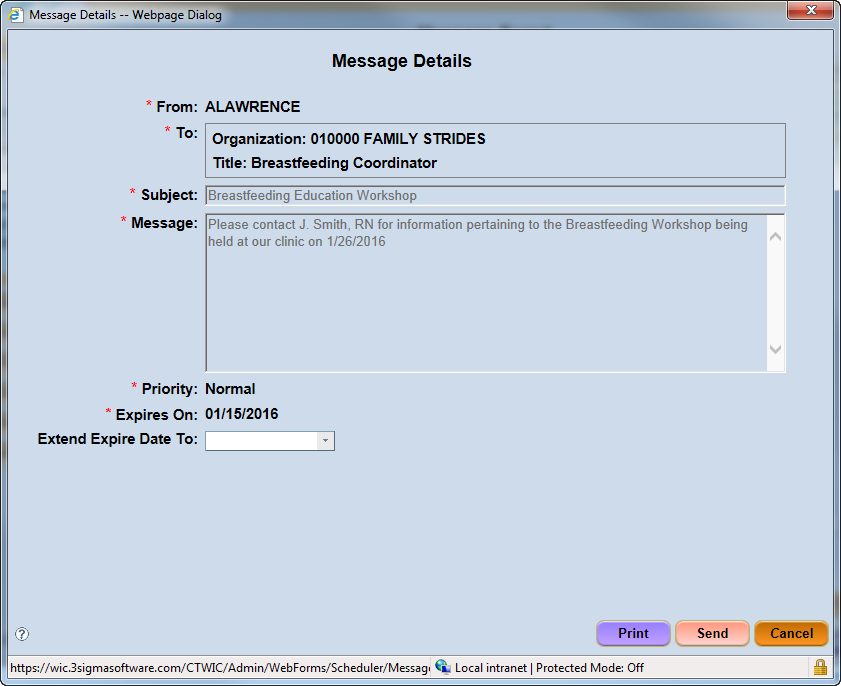 Message Details -- Webpage Dialog
Message Details
* From: ALAWRENCE
* To:
Organization: 010000 FAMILY STRIDES
Title: Breastfeeding Coordinator
* Subject: Breastfeeding Education Workshop
* Message: Please contact J. Smith, RN for information pertaining to the Breastfeeding Workshop being
held at our clinic on 1/26/2016
* Priority: Normal
* Expires On: 01/15/2016
Extend Expire Date To:
?
Print Send Cancel
https://wic.3sigmasoftware.com/CTWIC/Admin/WebForms/Scheduler/Message Local intranet | Protected Mode: Off